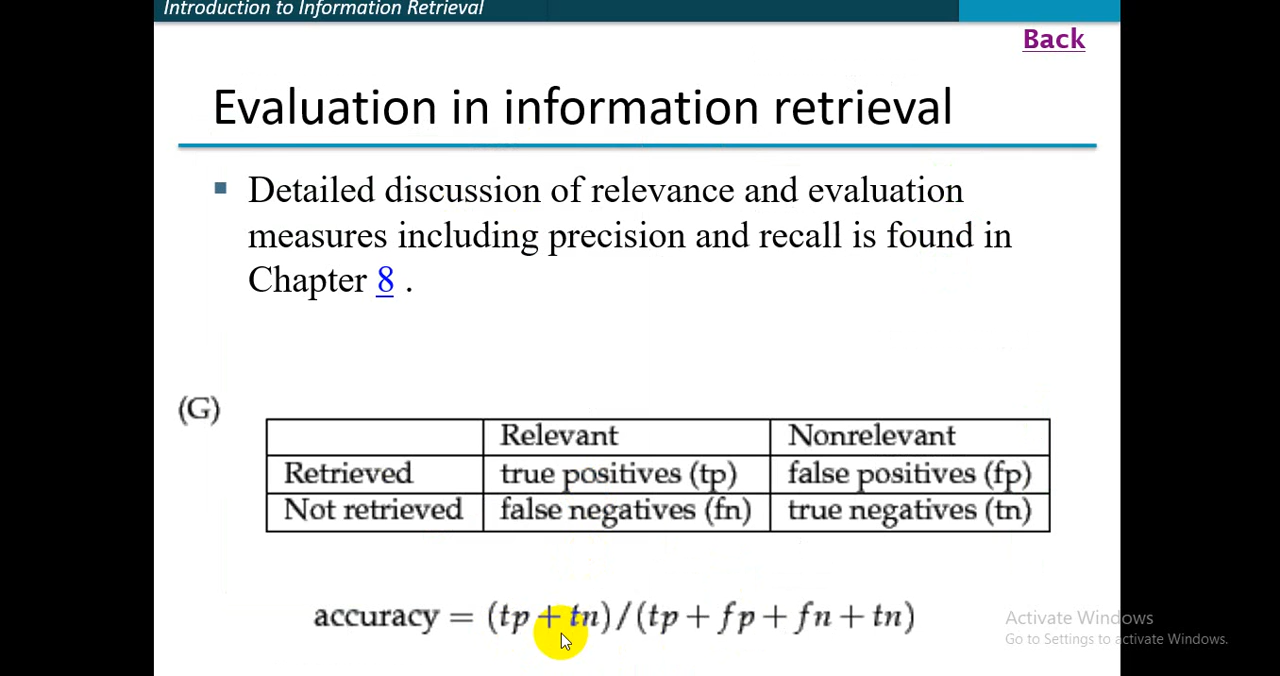 Introduction to Information Retrieval
Back
Evaluation in information retrieval
Detailed discussion of relevance and evaluation
measures including precision and recall is found in
Chapter 8 .
(G)
Relevant Nonrelevant
Retrieved true positives (tp) false positives (fp)
Not retrieved false negatives (fn) true negatives (tn)
accuracy = (tp + tn)/(tp + fp + fn + tn)
Activate Windows
Go to Settings to activate Windows.